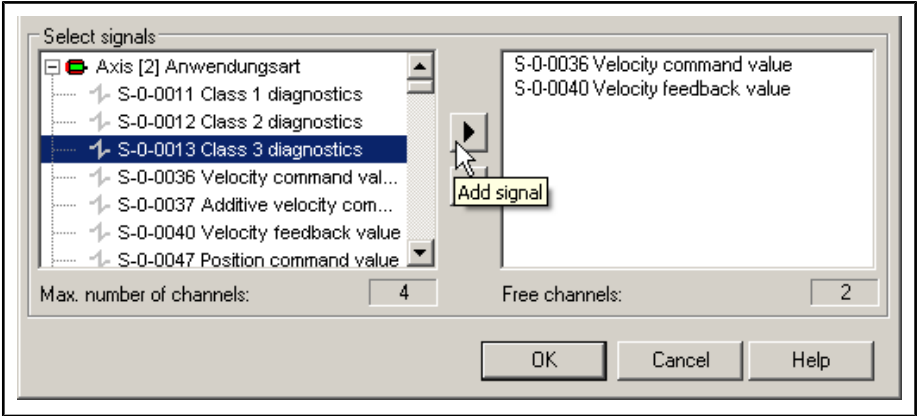 Select signals
Axis [2] Anwendungsart
S-0-0011 Class 1 diagnostics
S-0-0012 Class 2 diagnostics
S-0-0013 Class 3 diagnostics
S-0-0036 Velocity command val...
S-0-0037 Additive velocity com...
S-0-0040 Velocity feedback value
S-0-0047 Position command value
Max. number of channels: 4
Add signal
S-0-0036 Velocity command value
S-0-0040 Velocity feedback value
Free channels: 2
OK Cancel Help